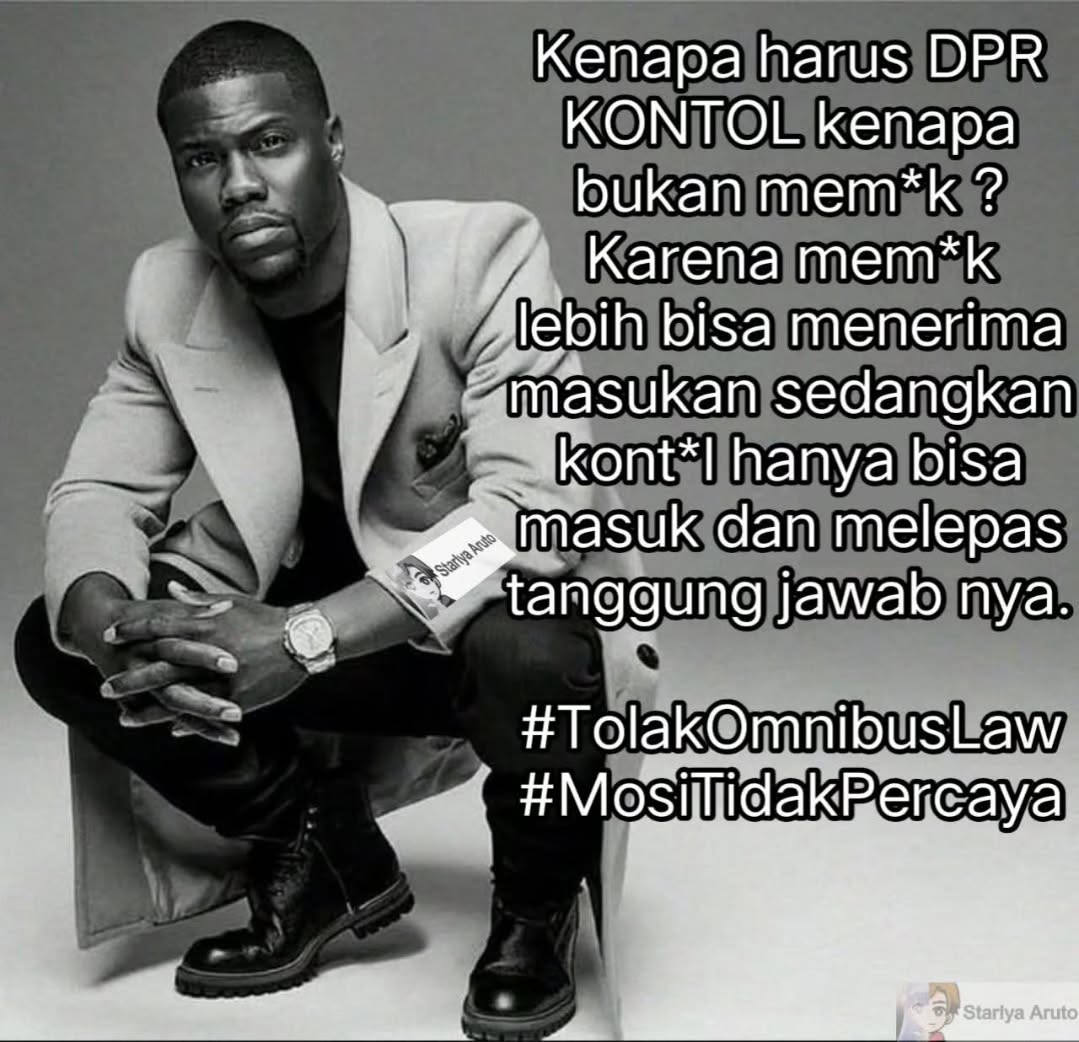 Kenapa harus DPR
KONTOL kenapa
bukan mem*k ?
Karena mem*k
lebih bisa menerima
masukan sedangkan
kont*l hanya bisa
masuk dan melepas
tanggung jawab nya.
#TolakOmnibusLaw
#MosiTidakPercaya
Stariya Aruto
Stariya Aruto